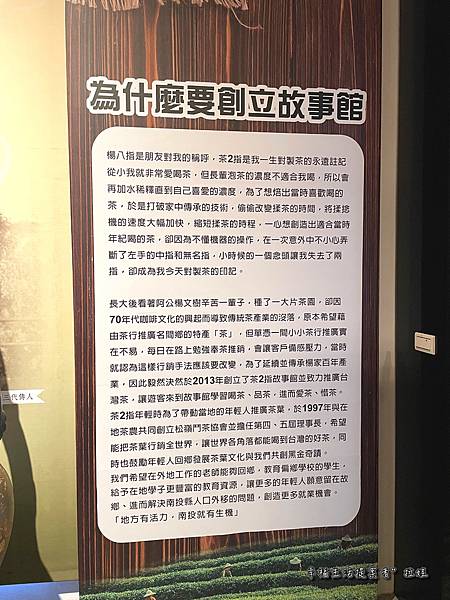 為什麼要創立故事館
楊八指是朋友對我的稱呼，茶2指是我一生對製茶的永遠註記
從小我就非常愛喝茶，但長輩泡茶的濃度不適合我喝，所以會
再加水稀釋直到自己喜愛的濃度，為了想焙出當時喜歡喝的
茶，於是打破家中傳承的技術，偷偷改變揉茶的時間，將揉捻
機的速度大幅加快，縮短揉茶的時程，一心想創造出適合當時
年紀喝的茶，卻因為不懂機器的操作，在一次意外中不小心弄
斷了左手的中指和無名指，小時候的一個念頭讓我失去了兩
指，卻成為我今天對製茶的印記。
長大後看著阿公楊文樹辛苦一輩子，種了一大片茶園，卻因
70年代咖啡文化的興起而導致傳統茶產業的沒落，原本希望藉
由茶行推廣名間鄉的特產「茶」，但單憑一間小小茶行推廣實
在不易，每日在路上勉強奉茶推銷，會讓客戶備感壓力，當時
就認為這樣行銷手法應該要改變，為了延續並傳承楊家百年產
業，因此毅然決然於2013年創立了茶2指故事館並致力推廣台
灣茶，讓遊客來到故事館學習喝茶、品茶，進而愛茶、惜茶。
茶2指年輕時為了帶動當地的年輕人推廣茶葉，於1997年與在
地茶農共同創立松嶺鬥茶協會並擔任第四、五屆理事長，希望
能把茶行銷全世界，讓世界各角落都能喝到台灣的好茶，同
時也鼓勵年輕人回鄉發展茶葉文化與我們共創黑金奇蹟。
我們希望在外地工作的老師能夠回鄉，教育偏鄉學校的學生，
給予在地學子更豐富的教育資源，讓更多的年輕人願意留在故
鄉、進而解決南投縣人口外移的問題，創造更多就業機會。
「地方有活力，南投就有生機」
三代傳人